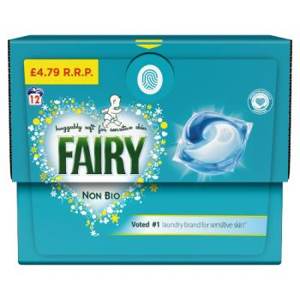 £4.79 R.R.P.
12
huggably soft for sensitive skin
FAIRY
NON BIO
Voted #1 laundry brand for sensitive skin*